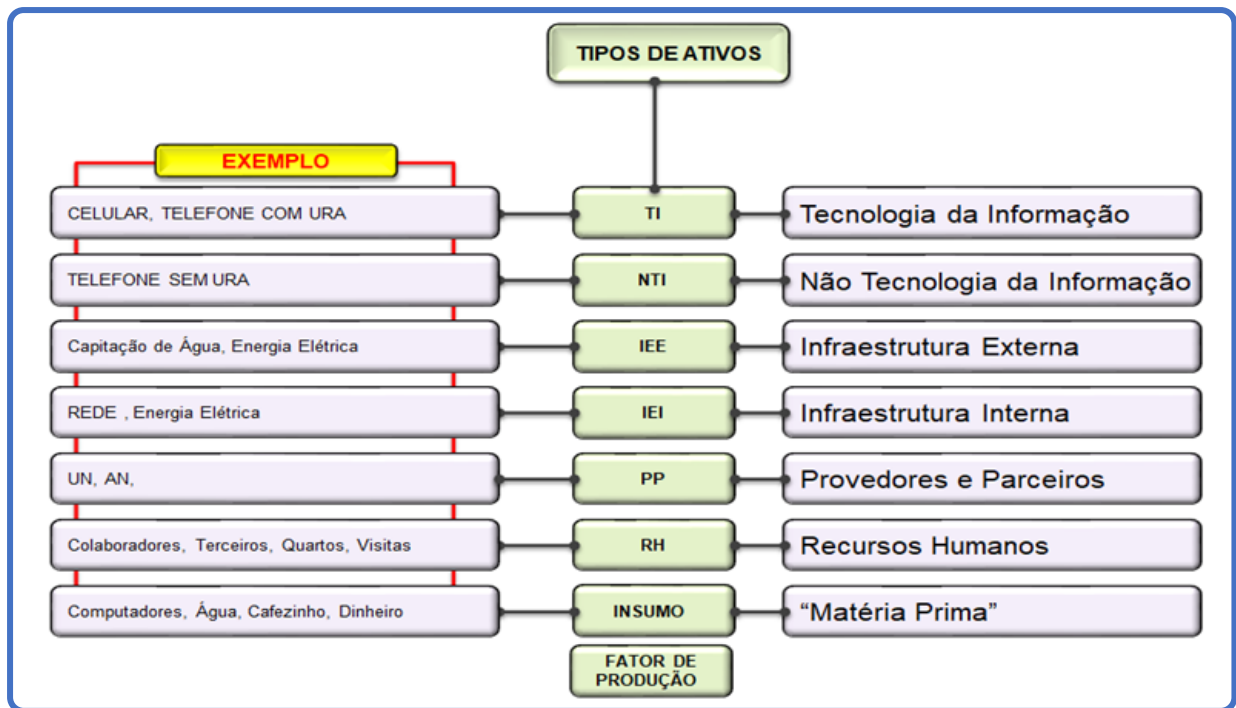 TIPOS DE ATIVOS
EXEMPLO
CELULAR, TELEFONE COM URA
TI
Tecnologia da Informação
TELEFONE SEM URA
NTI
Não Tecnologia da Informação
Capitação de Água, Energia Elétrica
IEE
Infraestrutura Externa
REDE , Energia Elétrica
IEI
Infraestrutura Interna
UN, AN,
PP
Provedores e Parceiros
Colaboradores, Terceiros, Quartos, Visitas
RH
Recursos Humanos
Computadores, Água, Cafezinho, Dinheiro
INSUMO
“Matéria Prima”
FATOR DE
PRODUÇÃO